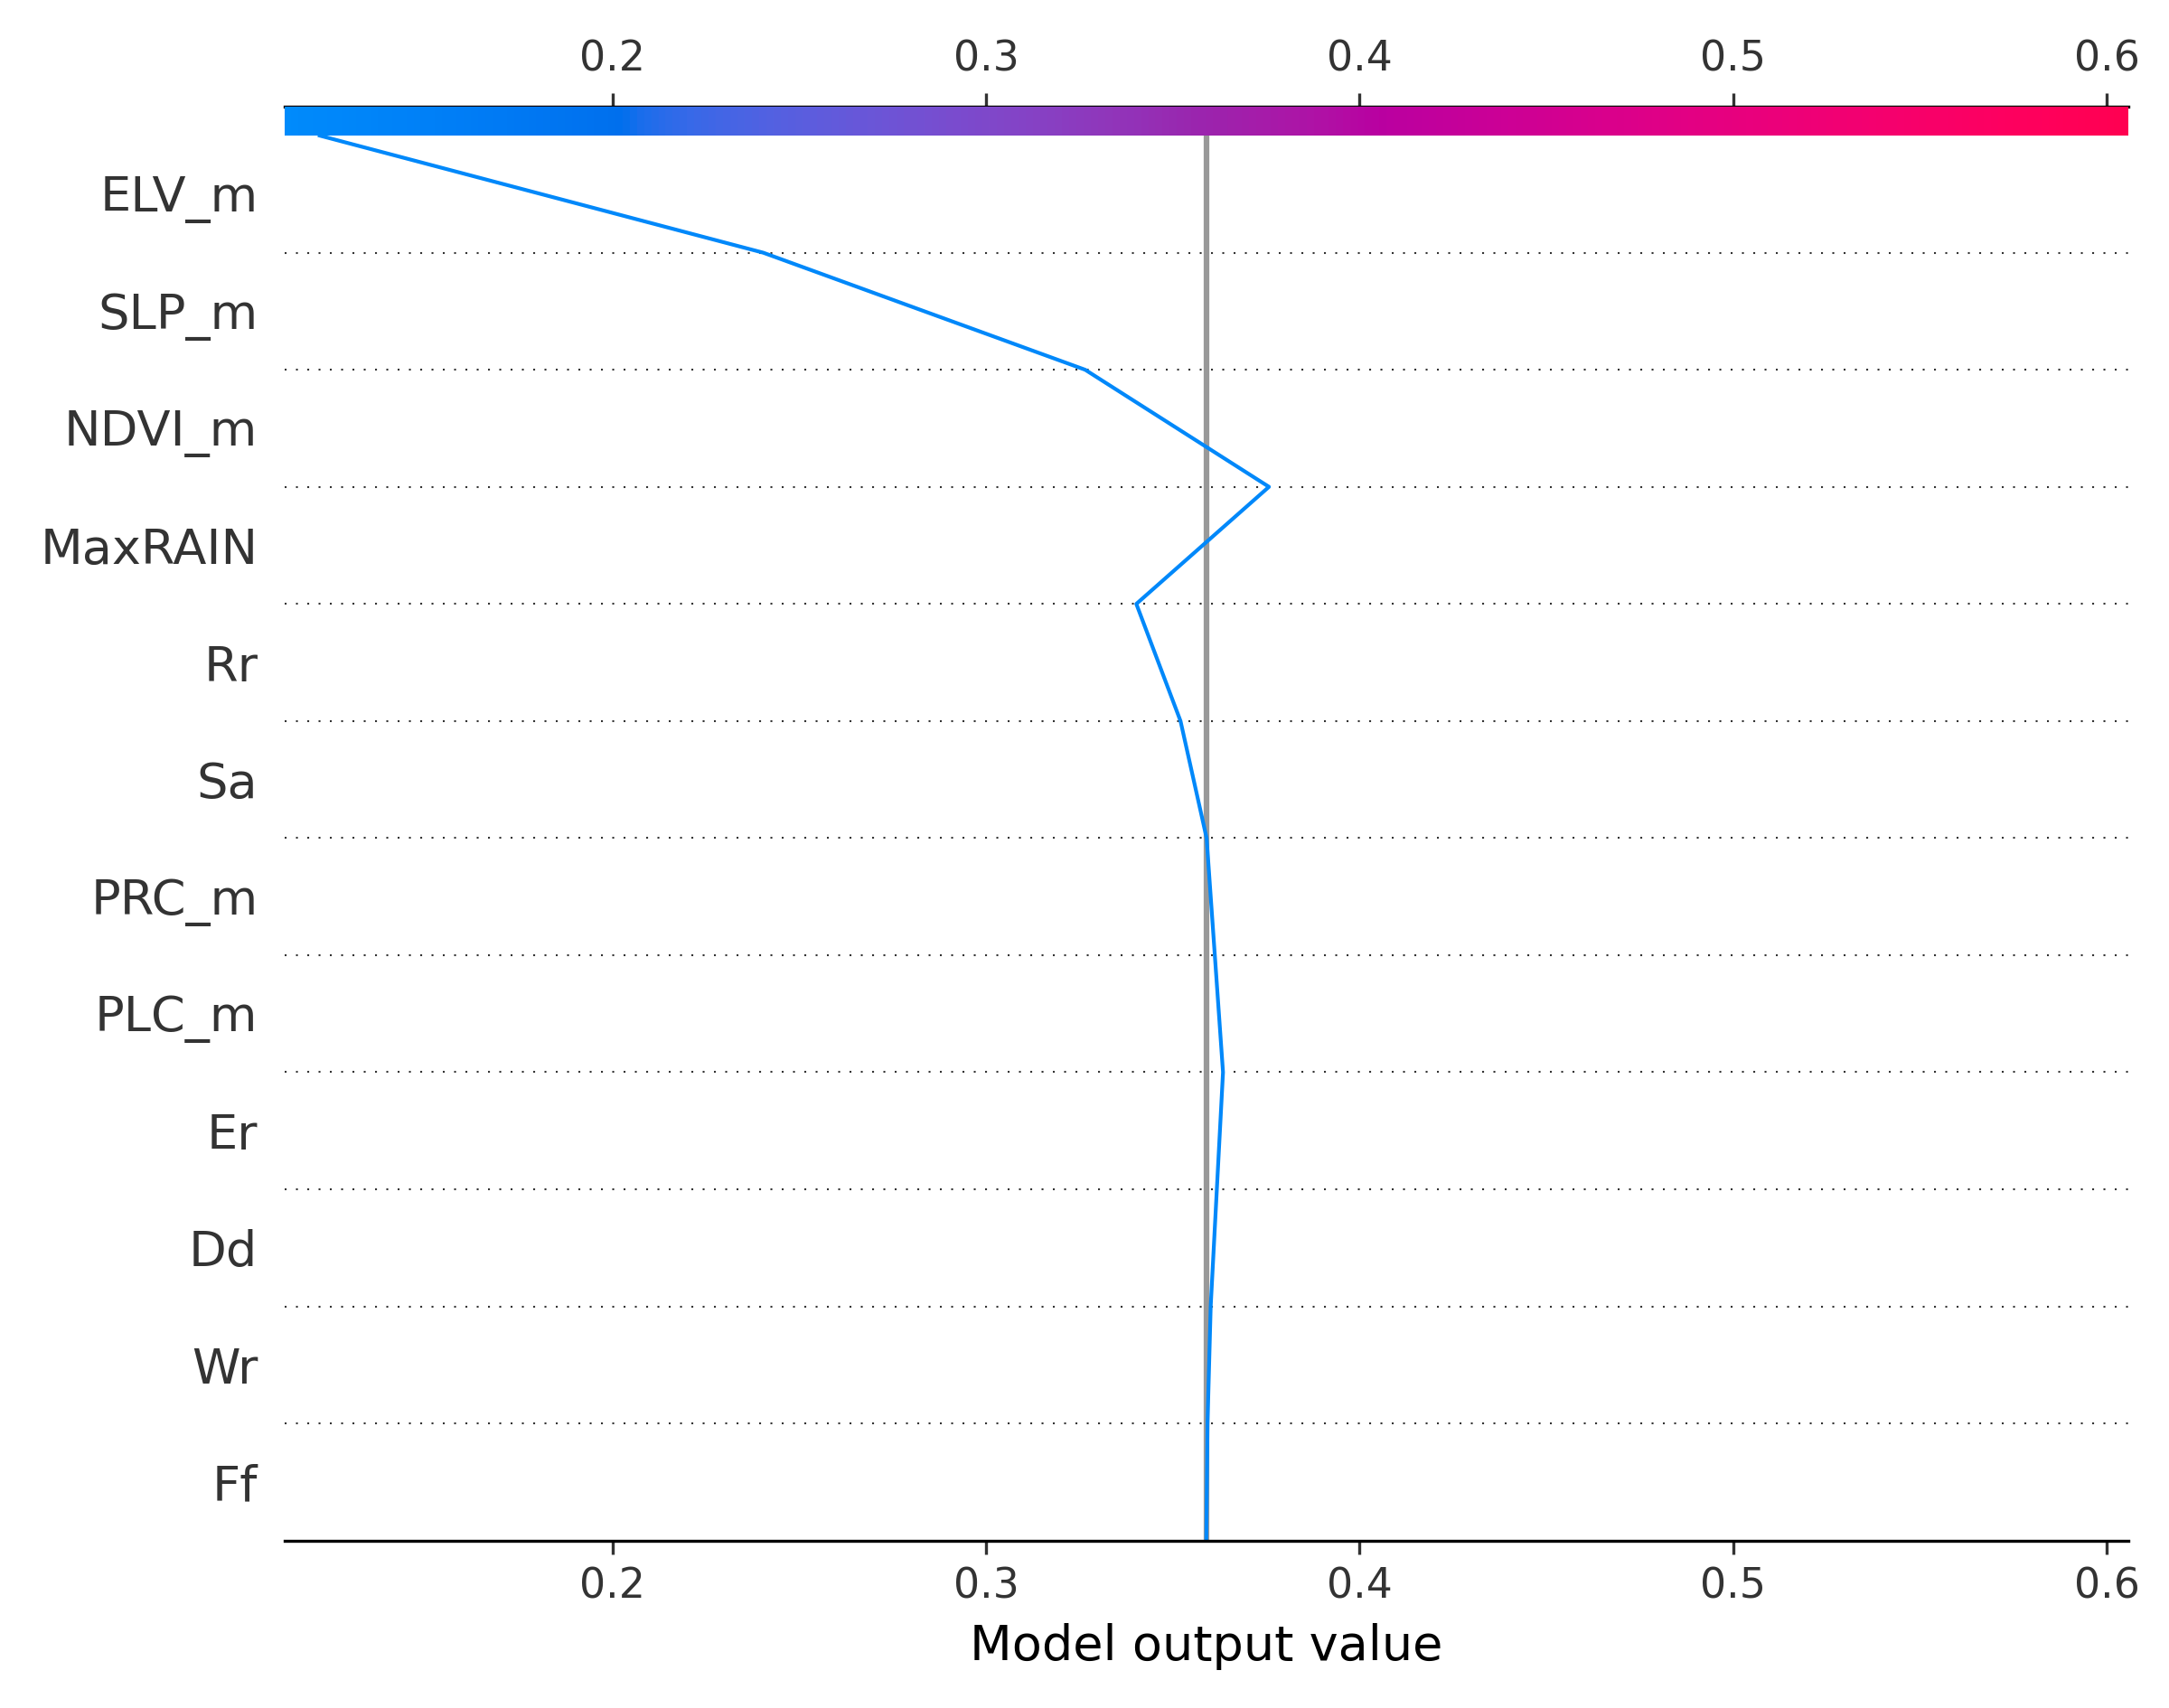 0.2 0.3 0.4 0.5 0.6
ELV_m
SLP_m
NDVI_m
MaxRAIN
Rr
Sa
PRC_m
PLC_m
Er
Dd
Wr
Ff
0.2 0.3 0.4 0.5 0.6
Model output value